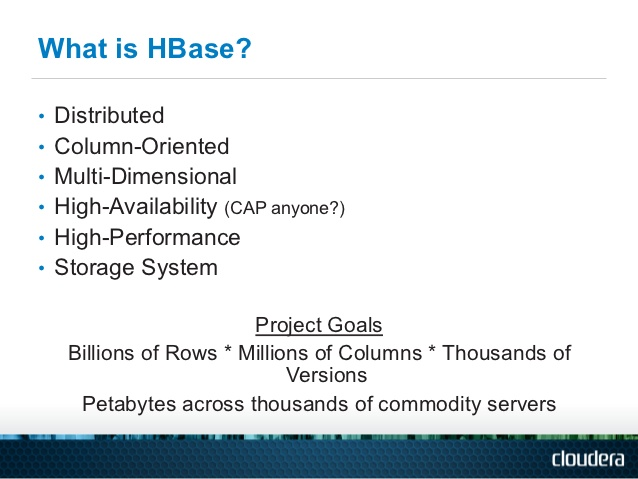 What is HBase?
• Distributed
• Column-Oriented
• Multi-Dimensional
• High-Availability (CAP anyone?)
• High-Performance
• Storage System
Project Goals
Billions of Rows * Millions of Columns * Thousands of
Versions
Petabytes across thousands of commodity servers
cloudera